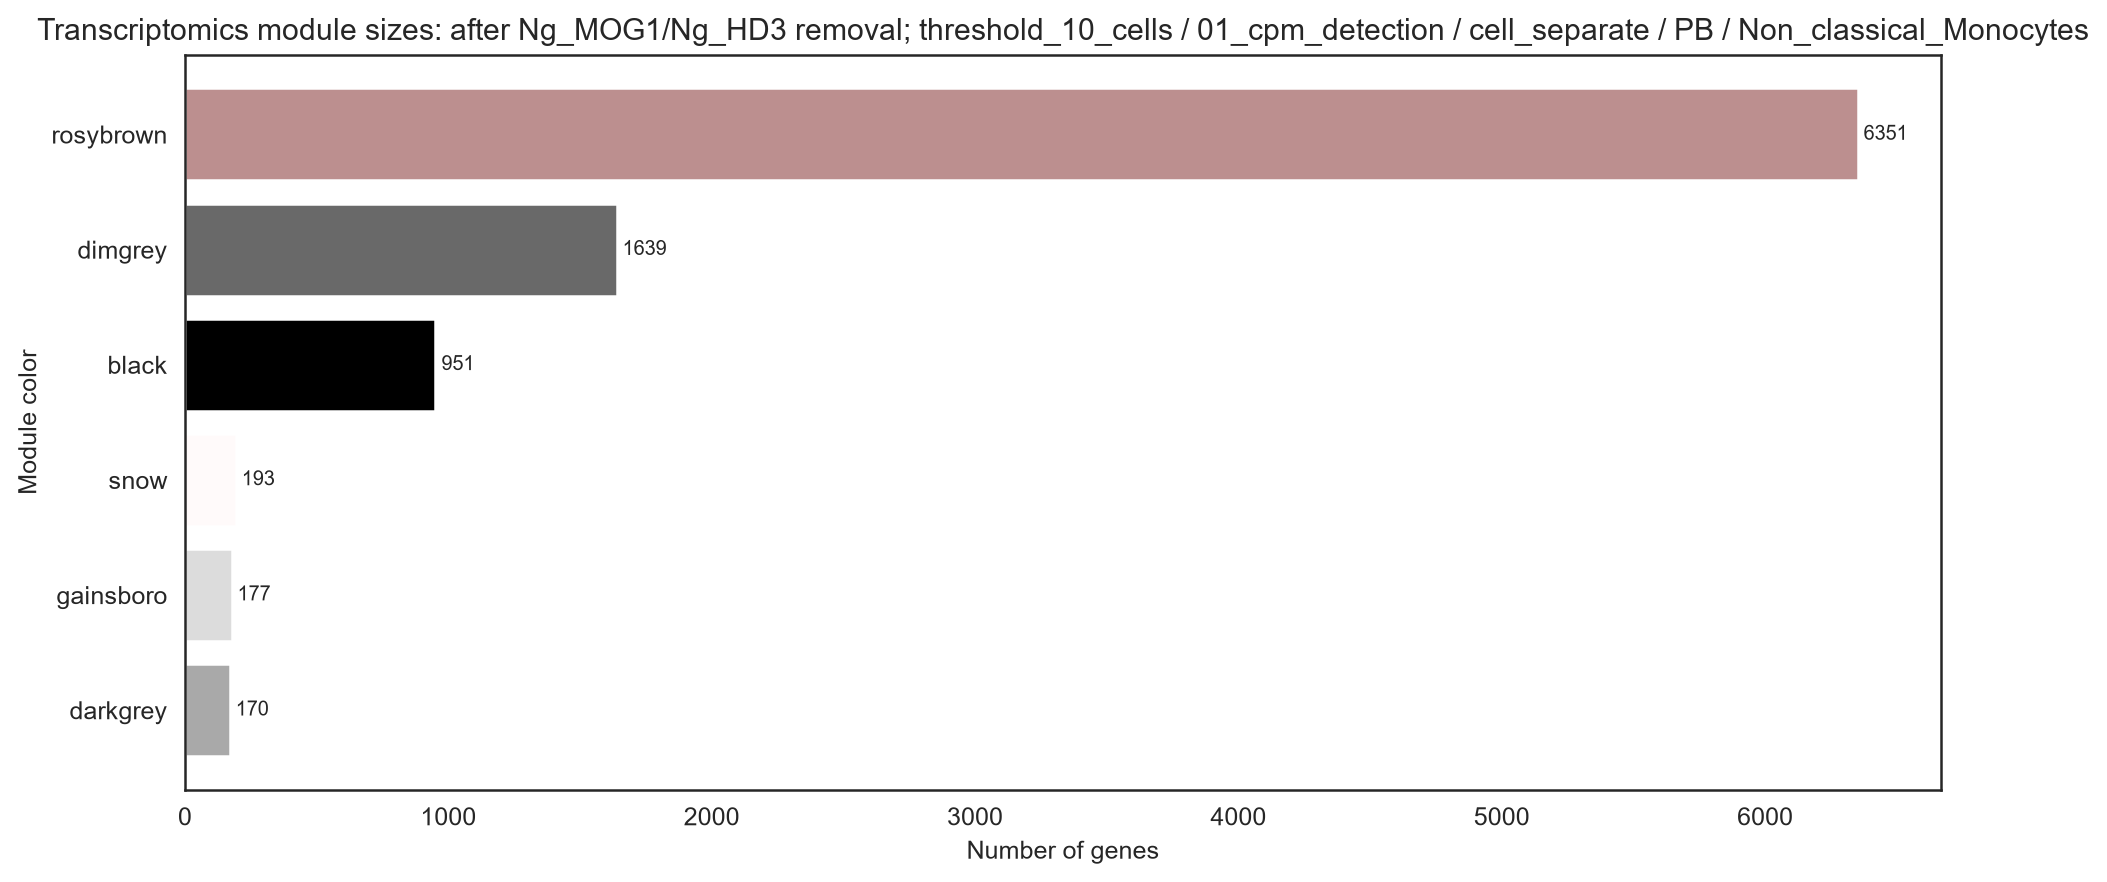 Transcriptomics module sizes: after Ng_MOG1/Ng_HD3 removal; threshold_10_cells / 01_cpm_detection / cell_separate / PB / Non_classical_Monocytes
Module color
rosybrown 6351
dimgrey 1639
black 951
snow 193
gainsboro 177
darkgrey 170
0 1000 2000 3000 4000 5000 6000
Number of genes